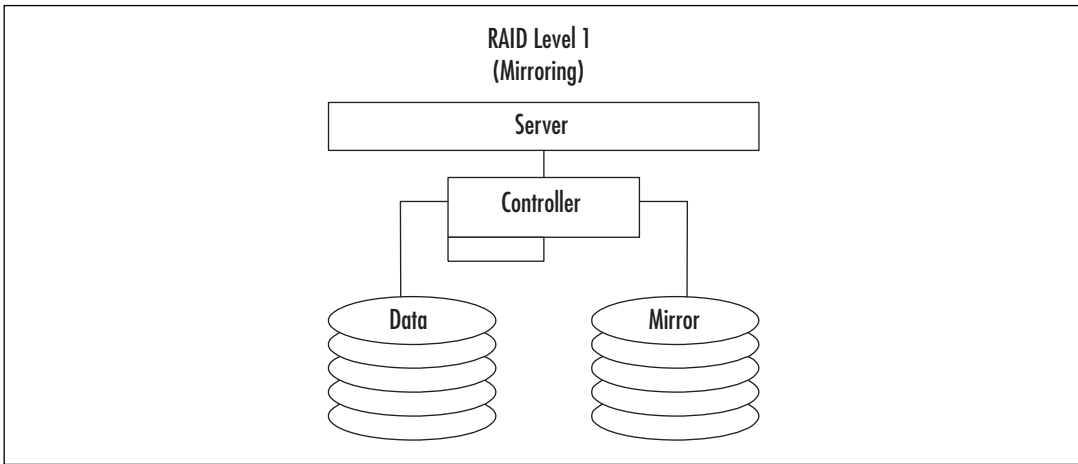 RAID Level 1
(Mirroring)
Server
Controller
Data
Mirror